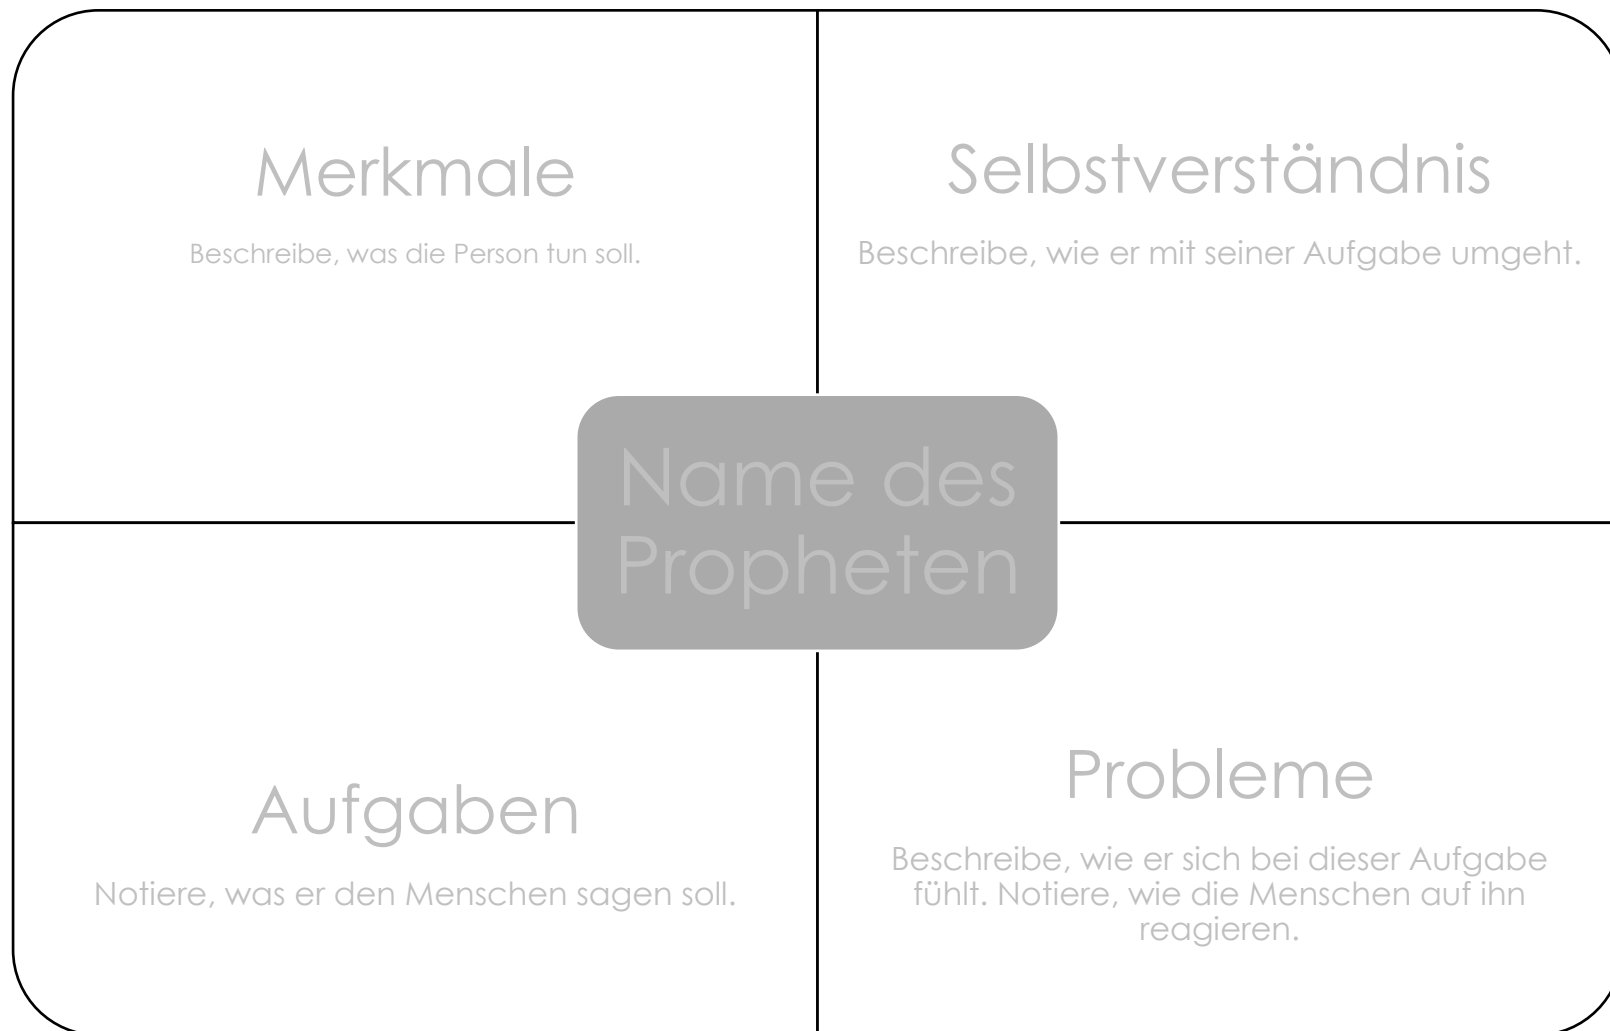 Merkmale
Beschreibe, was die Person tun soll.
Selbstverständnis
Beschreibe, wie er mit seiner Aufgabe umgeht.
Name des
Propheten
Aufgaben
Notiere, was er den Menschen sagen soll.
Probleme
Beschreibe, wie er sich bei dieser Aufgabe
fühlt. Notiere, wie die Menschen auf ihn
reagieren.